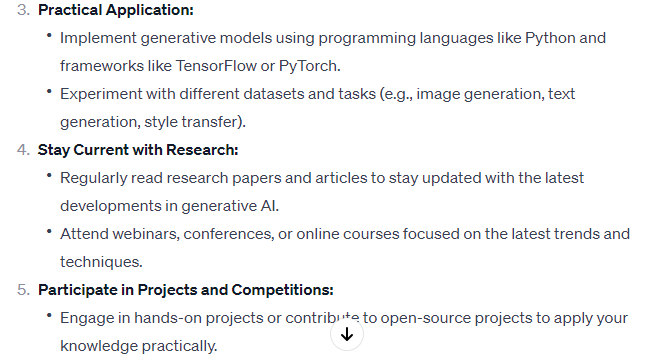 3. Practical Application:
• Implement generative models using programming languages like Python and
frameworks like TensorFlow or PyTorch.
• Experiment with different datasets and tasks (e.g., image generation, text
generation, style transfer).
4. Stay Current with Research:
• Regularly read research papers and articles to stay updated with the latest
developments in generative AI.
• Attend webinars, conferences, or online courses focused on the latest trends and
techniques.
5. Participate in Projects and Competitions:
• Engage in hands-on projects or contribute to open-source projects to apply your
knowledge practically.